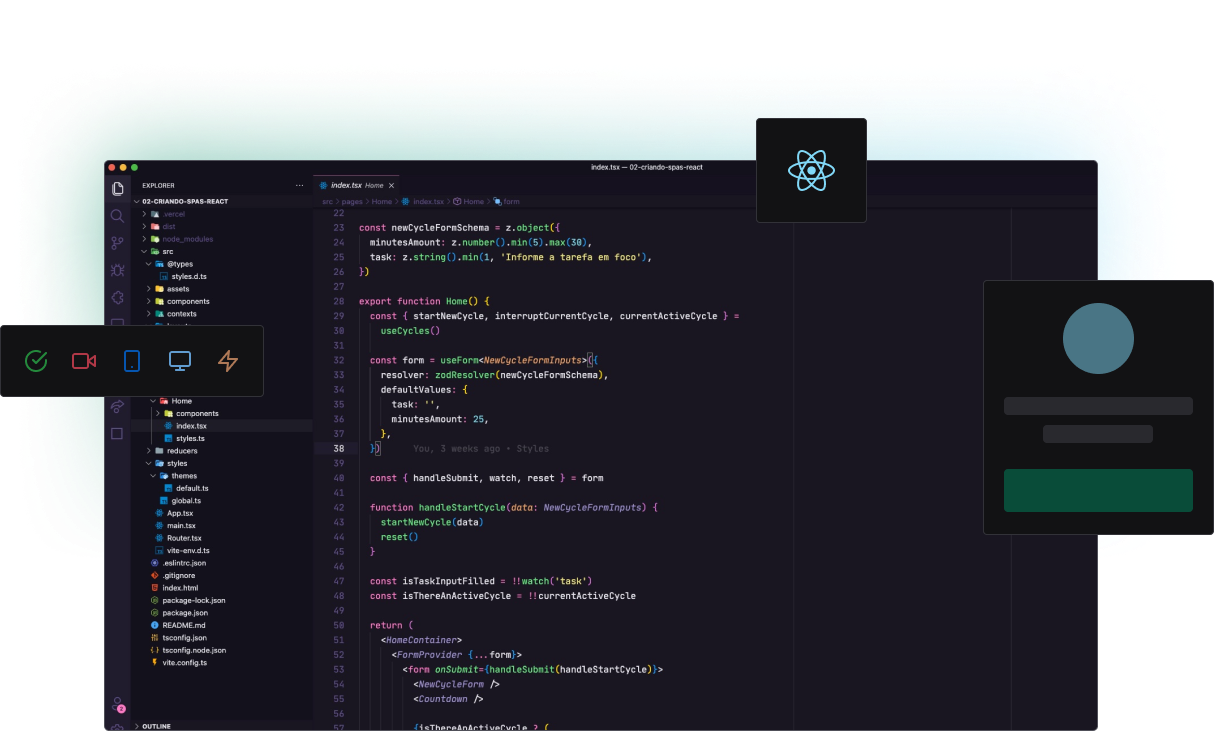 index.tsx — 02-criando-spas-react
EXPLORER
02-CRIANDO-SPAS-REACT
.vercel
dist
node_modules
src
@types
styles.d.ts
assets
components
contexts
Home
components
index.tsx
styles.ts
reducers
styles
themes
default.ts
global.ts
App.tsx
main.tsx
Router.tsx
vite-env.d.ts
.eslintrc.json
.gitignore
index.html
package-lock.json
package.json
README.md
tsconfig.json
tsconfig.node.json
vite.config.ts
OUTLINE
2
index.tsx Home
src > pages > Home > index.tsx > Home > form
22
23 const newCycleFormSchema = z.object({
24 minutesAmount: z.number().min(5).max(30),
25 task: z.string().min(1, 'Informe a tarefa em foco'),
26 })
27
28 export function Home() {
29 const { startNewCycle, interruptCurrentCycle, currentActiveCycle } =
30 useCycles()
31
32 const form = useForm<NewCycleFormInputs>({
33 resolver: zodResolver(newCycleFormSchema),
34 defaultValues: {
35 task: '',
36 minutesAmount: 25,
37 },
38 }) You, 3 weeks ago • Styles
39
40 const { handleSubmit, watch, reset } = form
41
42 function handleStartCycle(data: NewCycleFormInputs) {
43 startNewCycle(data)
44 reset()
45 }
46
47 const isTaskInputFilled = !!watch('task')
48 const isThereAnActiveCycle = !!currentActiveCycle
49
50 return (
51 <HomeContainer>
52 <FormProvider {...form}>
53 <form onSubmit={handleSubmit(handleStartCycle)}>
54 <NewCycleForm />
55 <Countdown />
56
57 {isThereAnActiveCycle ? (